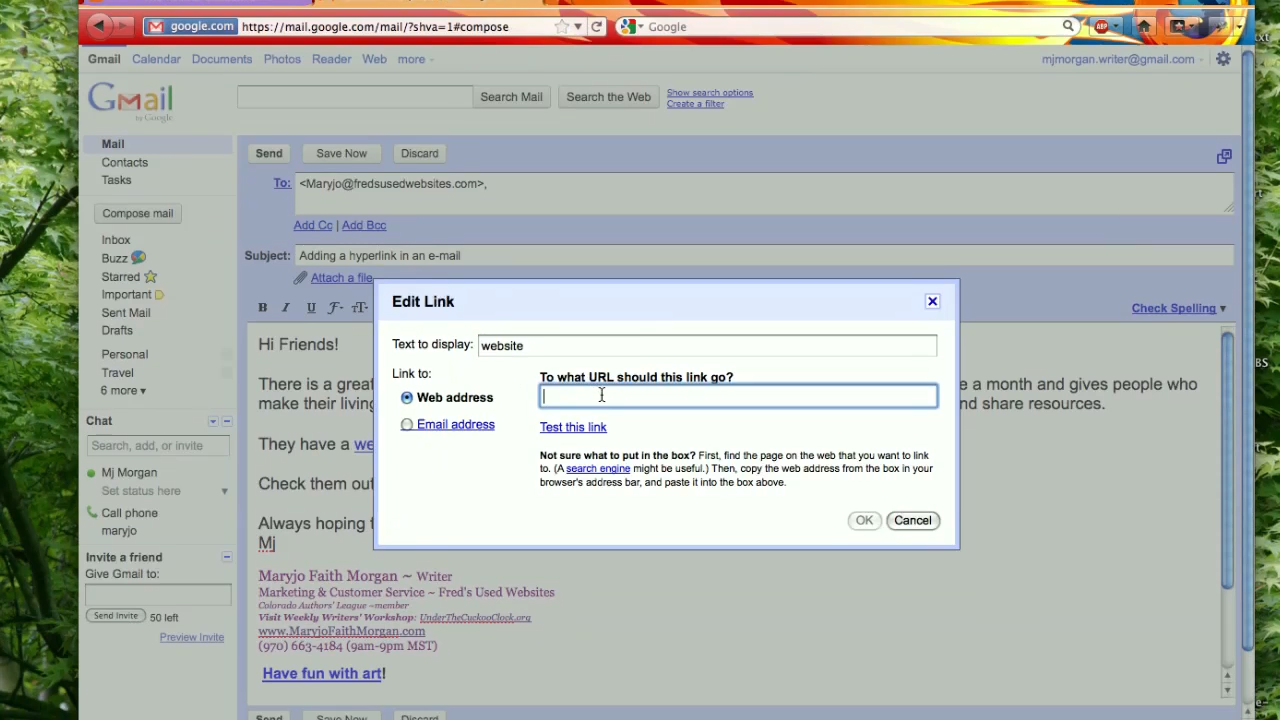 google.com https://mail.google.com/mail/?shva=1#compose Google ABP
Gmail Calendar Documents Photos Reader Web more mjmorgan.writer@gmail.com
Gmail
by Google
Search Mail Search the Web Show search options
Create a filter
Mail
Contacts
Tasks
Compose mail
Inbox
Buzz
Starred
Important
Sent Mail
Drafts
Personal
Travel
6 more ▾
Chat
Search, add, or invite
Mj Morgan
Set status here
Call phone
maryjo
Invite a friend
Give Gmail to:
Send Invite 50 left
Preview Invite
Send Save Now Discard
To: <Maryjo@fredsusedwebsites.com>,
Add Cc | Add Bcc
Subject: Adding a hyperlink in an e-mail
Attach a file
B I U Check Spelling ▾
Hi Friends!
There is a grea e a month and gives people who
make their livin nd share resources.
They have a we
Check them out
Always hoping
Mj
Maryjo Faith Morgan ~ Writer
Marketing & Customer Service ~ Fred's Used Websites
Colorado Authors' League ~member
Visit Weekly Writers' Workshop: UnderTheCuckooClock.org
www.MaryjoFaithMorgan.com
(970) 663-4184 (9am-9pm MST)
Have fun with art!
Edit Link
Text to display: website
Link to:
Web address
Email address
To what URL should this link go?
Test this link
Not sure what to put in the box? First, find the page on the web that you want to link
to. (A search engine might be useful.) Then, copy the web address from the box in your
browser's address bar, and paste it into the box above.
OK Cancel
Send Save Now Discard